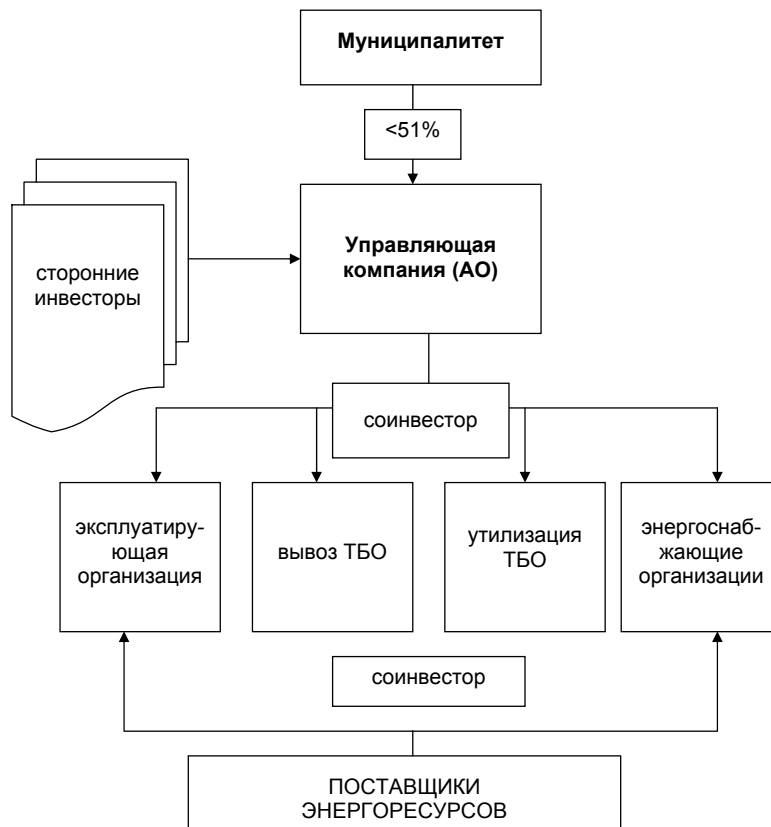 Муниципалитет
<51%
Управляющая
компания (АО)
сторонние
инвесторы
соинвестор
эксплуатиру-
ющая
организация
вывоз ТБО
утилизация
ТБО
энергоснаб-
жающие
организации
соинвестор
ПОСТАВЩИКИ
ЭНЕРГОРЕСУРСОВ